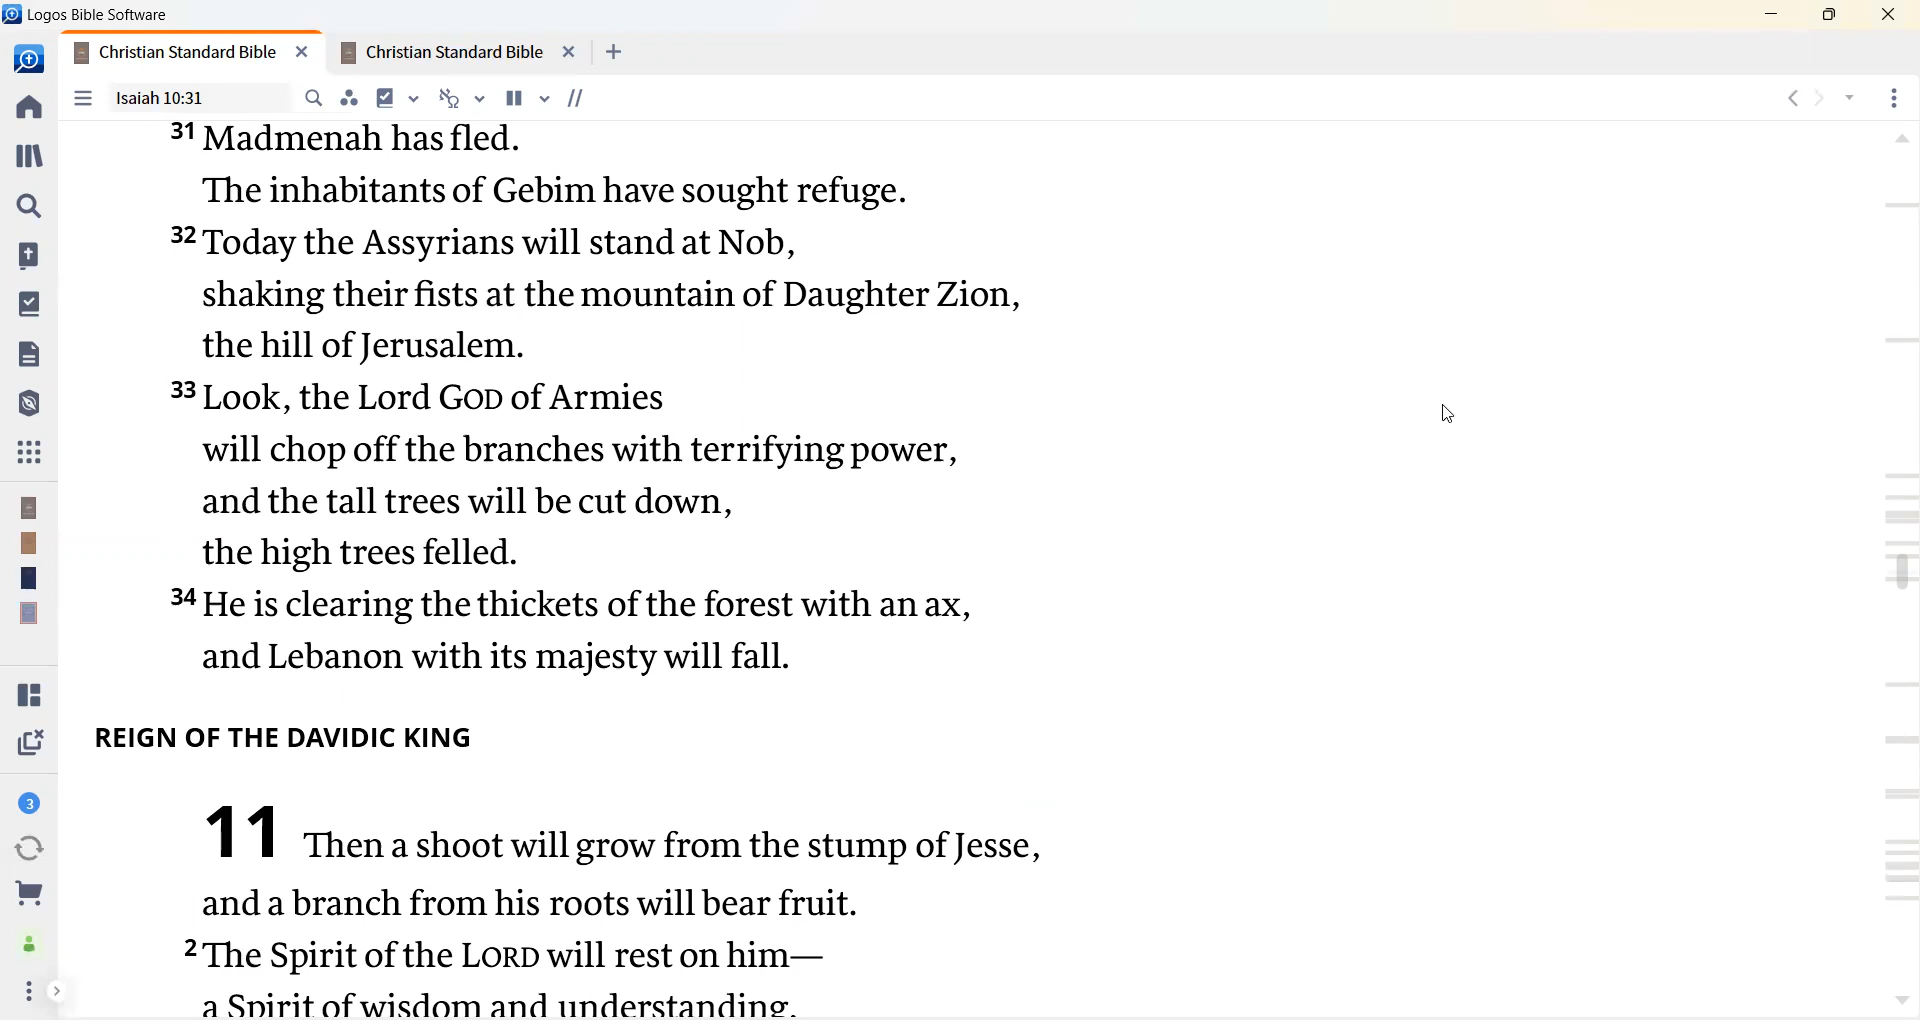 Logos Bible Software
Christian Standard Bible
Christian Standard Bible
Isaiah 10:31
31 Madmenah has fled.
The inhabitants of Gebim have sought refuge.
32 Today the Assyrians will stand at Nob,
shaking their fists at the mountain of Daughter Zion,
the hill of Jerusalem.
33 Look, the Lord GOD of Armies
will chop off the branches with terrifying power,
and the tall trees will be cut down,
the high trees felled.
34 He is clearing the thickets of the forest with an ax,
and Lebanon with its majesty will fall.
REIGN OF THE DAVIDIC KING
11 Then a shoot will grow from the stump of Jesse,
and a branch from his roots will bear fruit.
2 The Spirit of the LORD will rest on him—
a Spirit of wisdom and understanding,
3